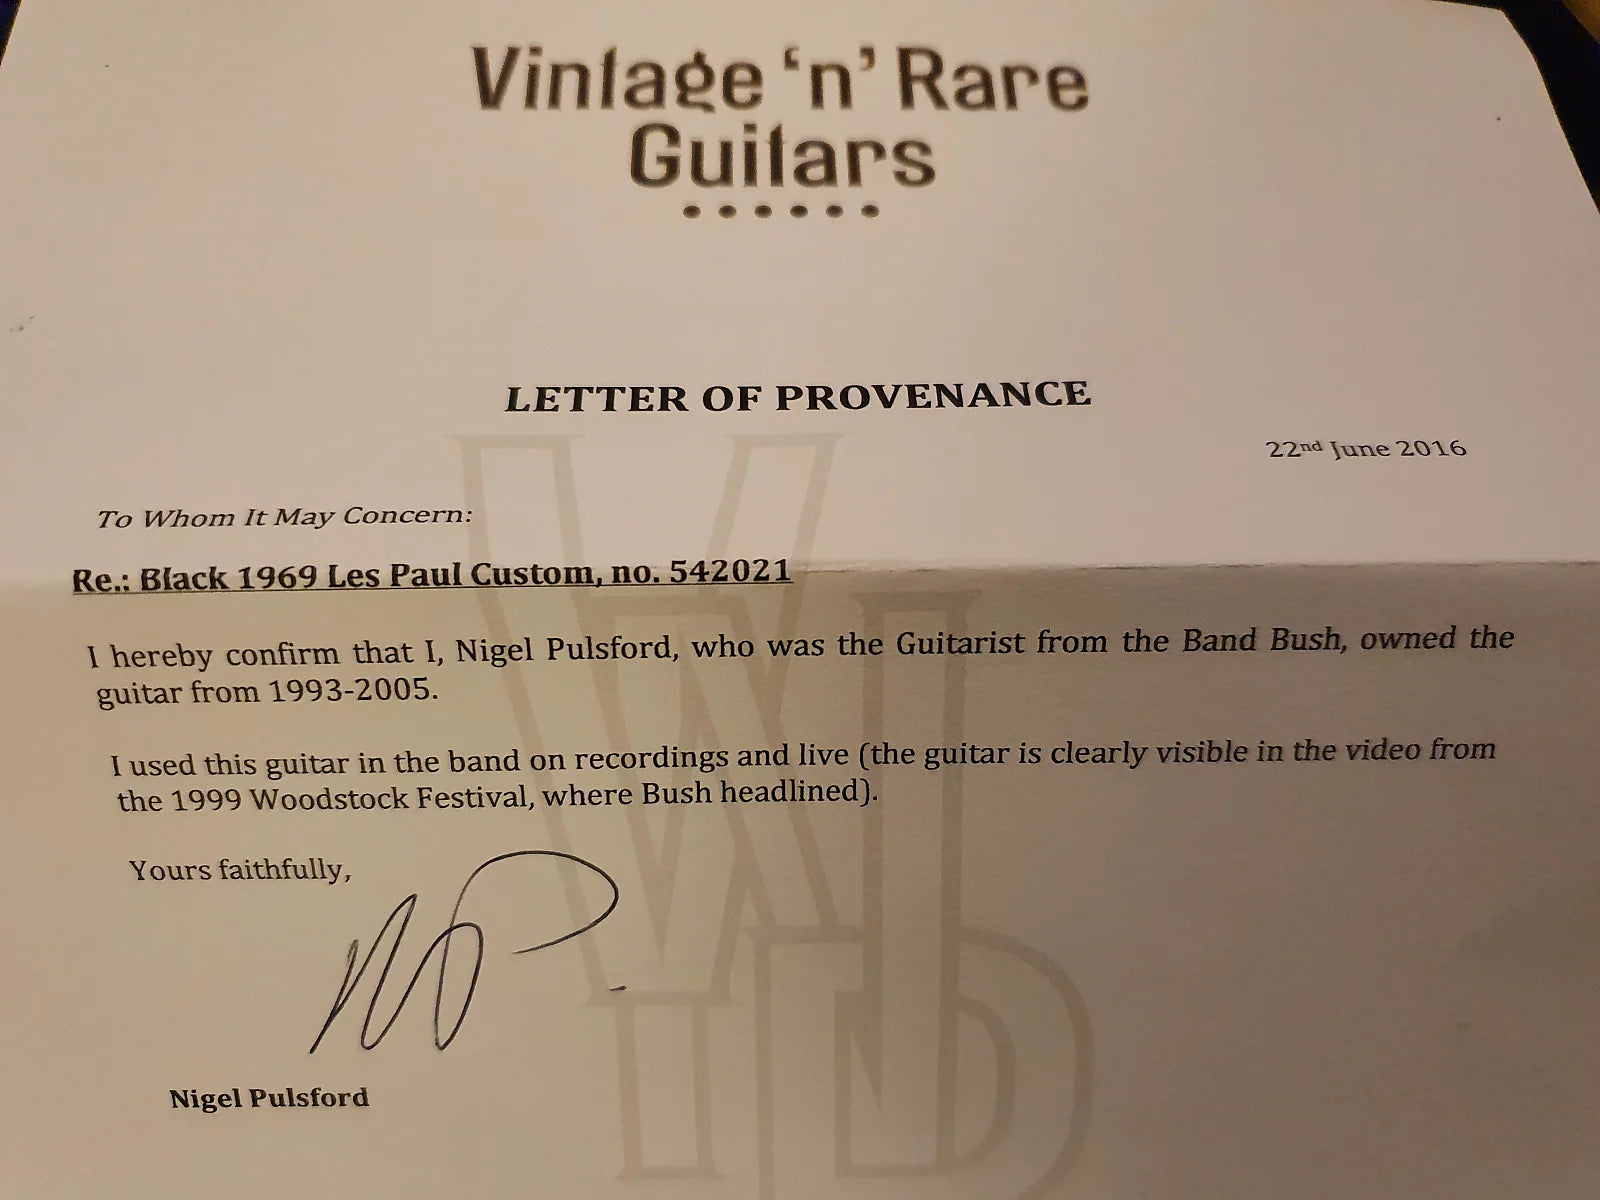 Vintage ‘n’ Rare
Guitars
LETTER OF PROVENANCE
22nd June 2016
To Whom It May Concern:
Re.: Black 1969 Les Paul Custom, no. 542021
I hereby confirm that I, Nigel Pulsford, who was the Guitarist from the Band Bush, owned the
guitar from 1993-2005.
I used this guitar in the band on recordings and live (the guitar is clearly visible in the video from
the 1999 Woodstock Festival, where Bush headlined).
Yours faithfully,
Nigel Pulsford